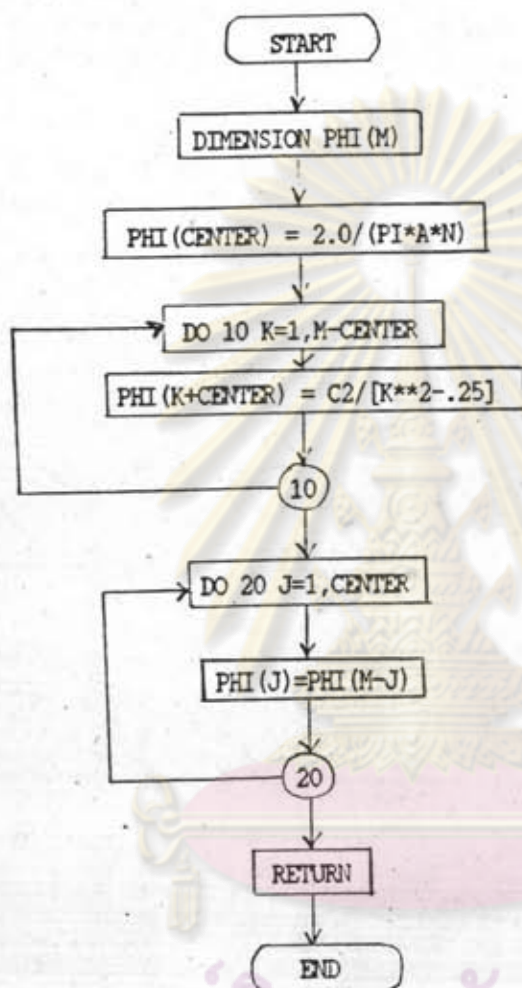 START
DIMENSION PHI(M)
PHI(CENTER) = 2.0/(PI*A*N)
DO 10 K=1,M-CENTER
PHI(K+CENTER) = C2/[K**2-.25]
10
DO 20 J=1,CENTER
PHI(J)=PHI(M-J)
20
RETURN
END